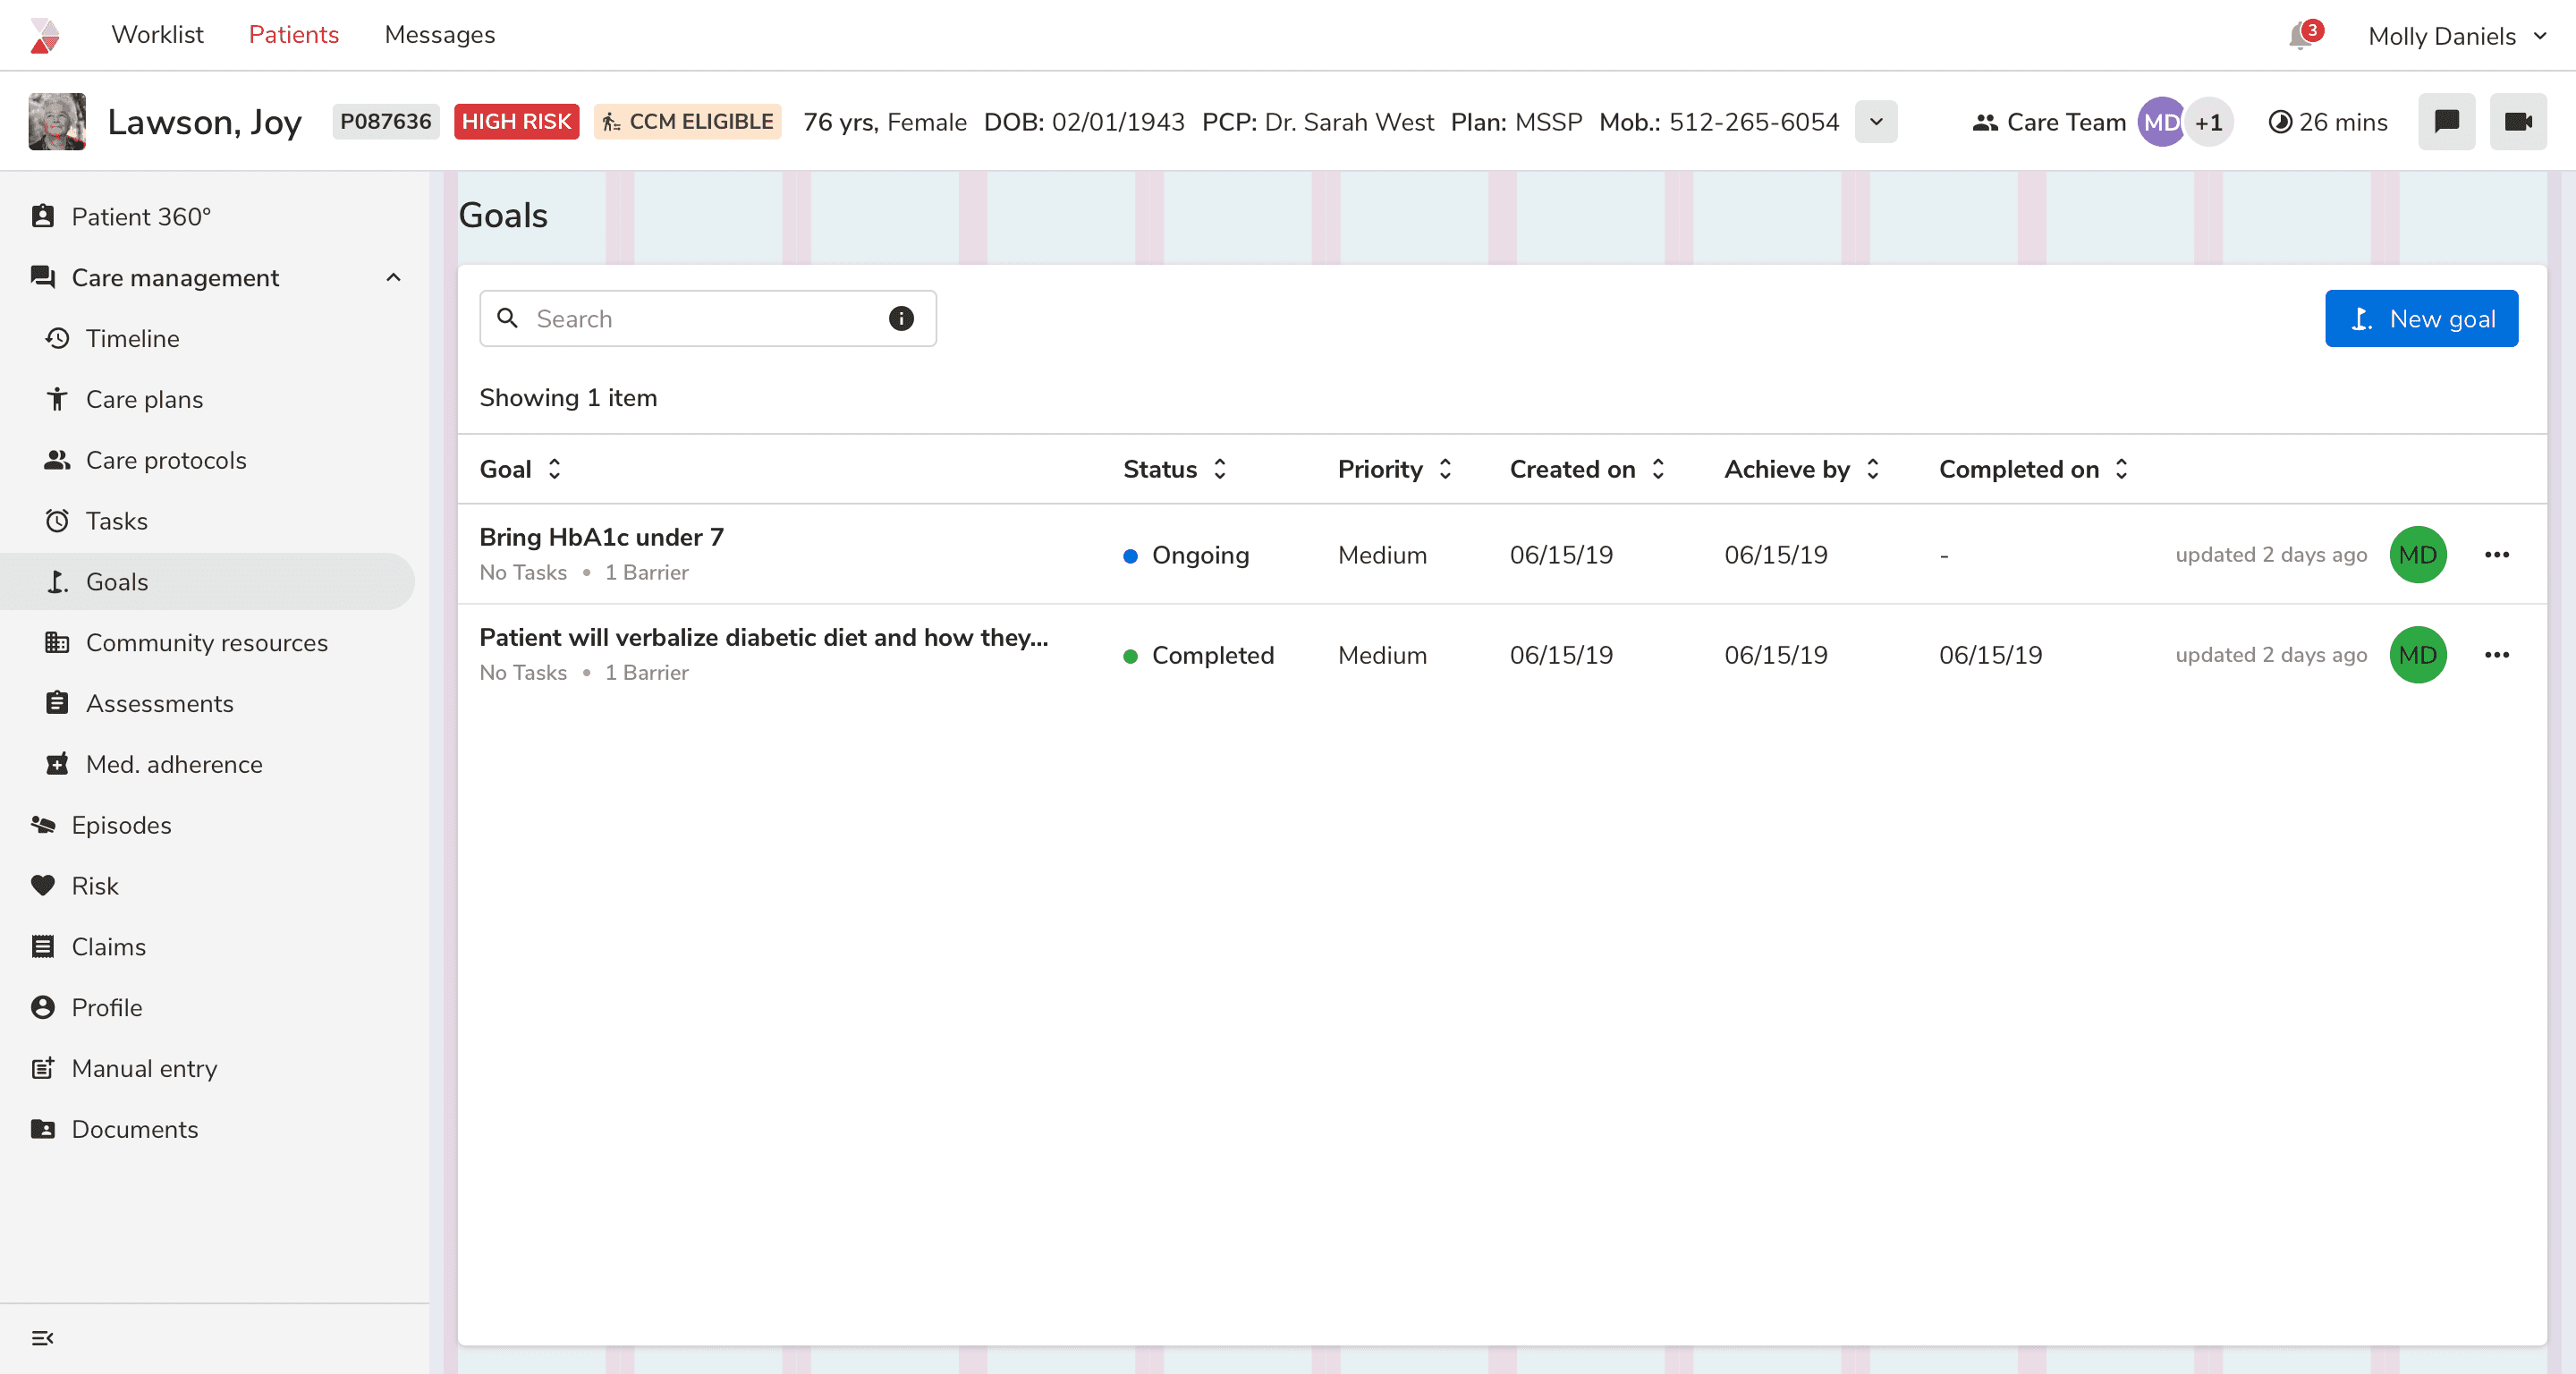 Worklist Patients Messages 3 Molly Daniels
Lawson, Joy P087636 HIGH RISK CCM ELIGIBLE 76 yrs, Female DOB: 02/01/1943 PCP: Dr. Sarah West Plan: MSSP Mob.: 512-265-6054 Care Team MD +1 26 mins
Patient 360°
Care management
Timeline
Care plans
Care protocols
Tasks
Goals
Community resources
Assessments
Med. adherence
Episodes
Risk
Claims
Profile
Manual entry
Documents
Goals
Search New goal
Showing 1 item
Goal Status Priority Created on Achieve by Completed on
Bring HbA1c under 7
No Tasks • 1 Barrier
Ongoing Medium 06/15/19 06/15/19 - updated 2 days ago MD
Patient will verbalize diabetic diet and how they...
No Tasks • 1 Barrier
Completed Medium 06/15/19 06/15/19 06/15/19 updated 2 days ago MD